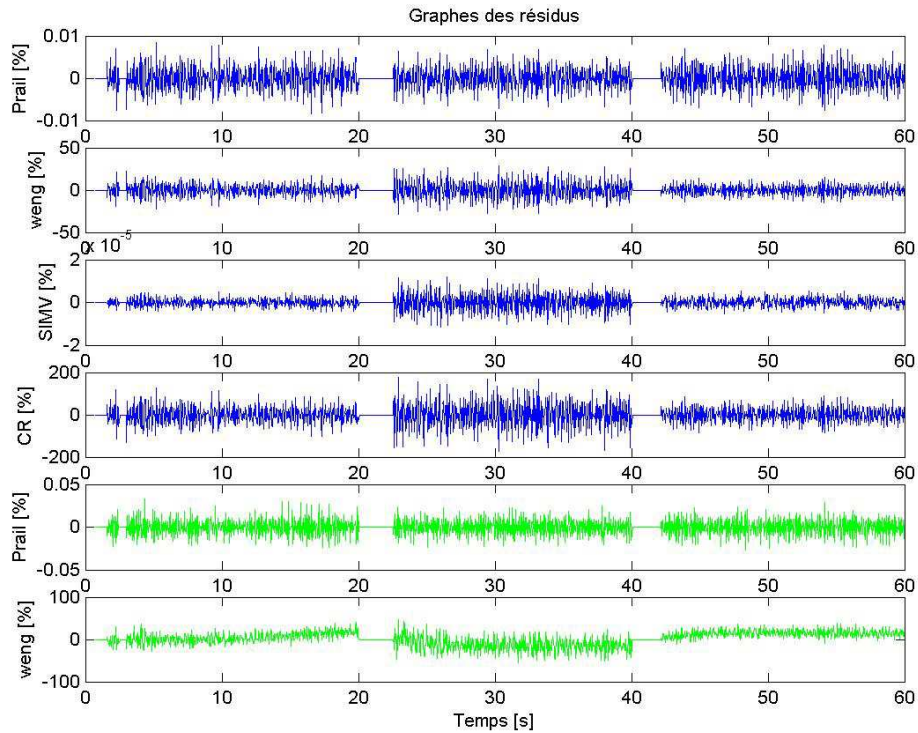 Graphes des résidus
0.01
0
-0.01
Prail [%]
0 10 20 30 40 50 60
50
0
-50
weng [%]
0 10 20 30 40 50 60
x 10-5
2
0
-2
SIMV [%]
0 10 20 30 40 50 60
200
0
-200
CR [%]
0 10 20 30 40 50 60
0.05
0
-0.05
Prail [%]
0 10 20 30 40 50 60
100
0
-100
weng [%]
0 10 20 30 40 50 60
Temps [s]